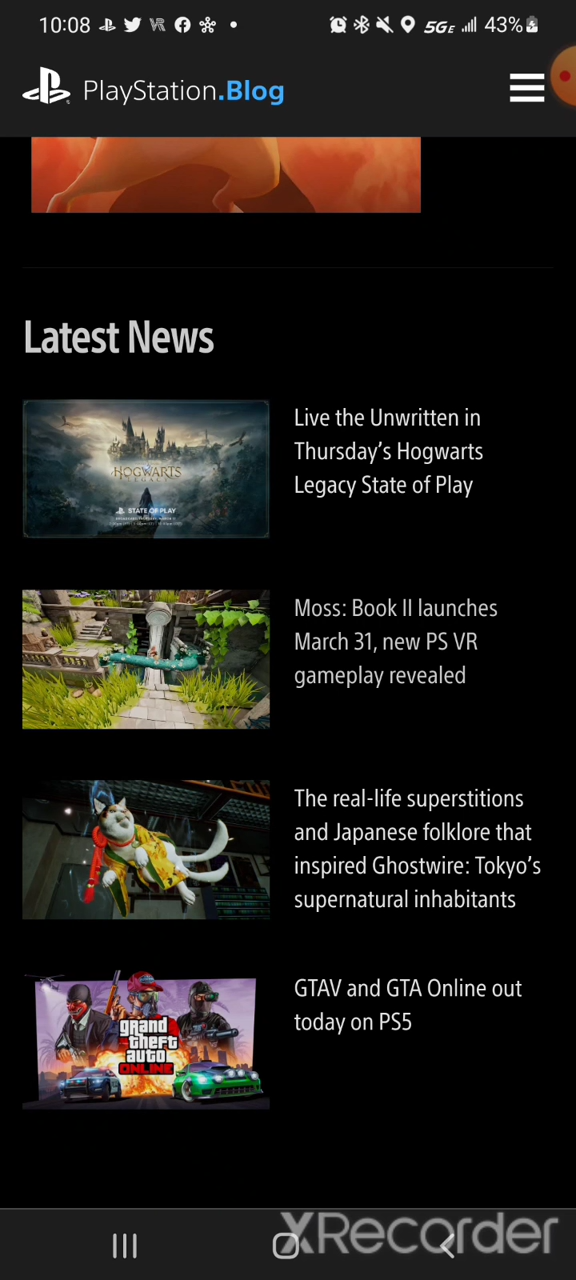 10:08
VR
5GE
43%
PlayStation.Blog
Latest News
HOGWARTS
LEGACY
STATE OF PLAY
Live the Unwritten in
Thursday's Hogwarts
Legacy State of Play
Moss: Book II launches
March 31, new PS VR
gameplay revealed
The real-life superstitions
and Japanese folklore that
inspired Ghostwire: Tokyo's
supernatural inhabitants
grand
theft
auto
ONLINE
GTAV and GTA Online out
today on PS5
XRecorder